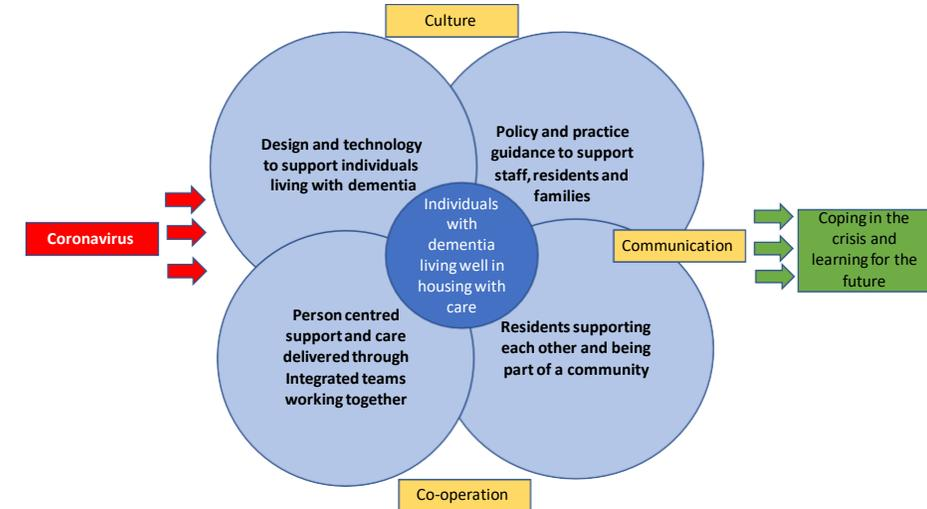 Culture
Design and technology
to support individuals
living with dementia
Policy and practice
guidance to support
staff, residents and
families
Individuals
with
dementia
living well in
housing with
care
Coronavirus
Communication
Coping in the
crisis and
learning for the
future
Person centred
support and care
delivered through
Integrated teams
working together
Residents supporting
each other and being
part of a community
Co-operation